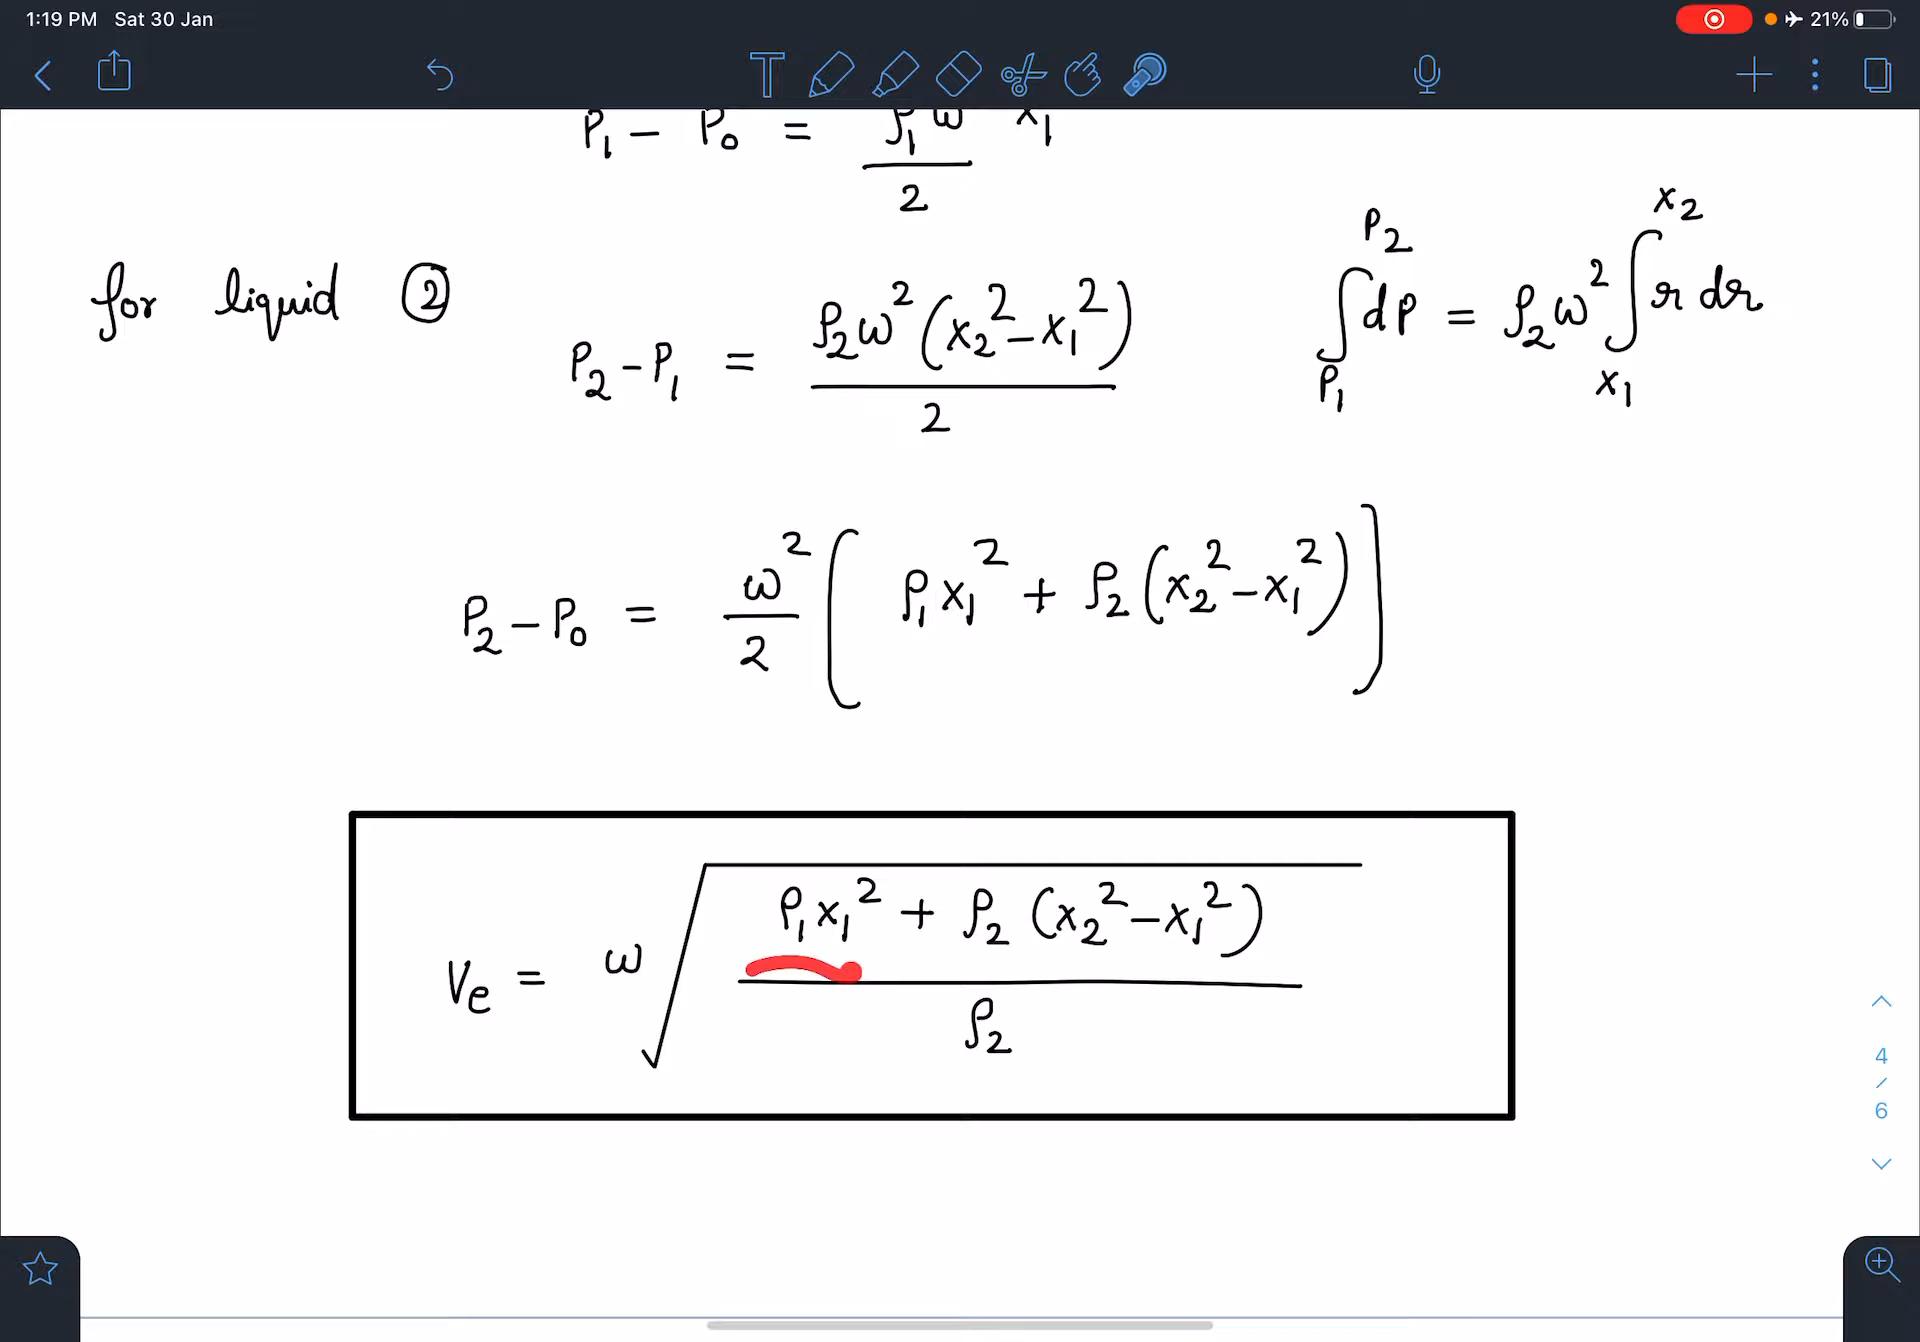 1:19 PM Sat 30 Jan
21%
P₁ − P₀ = ρ₁ω x₁ / 2
for liquid ②
P₂ − P₁ = ρ₂ω²(x₂² − x₁²) / 2
∫_{P₁}^{P₂} dP = ρ₂ω² ∫_{x₁}^{x₂} r dr
P₂ − P₀ = ω²/2 [ρ₁x₁² + ρ₂(x₂² − x₁²)]
Vₑ = ω √((ρ₁x₁² + ρ₂(x₂² − x₁²)) / ρ₂)
4
/
6